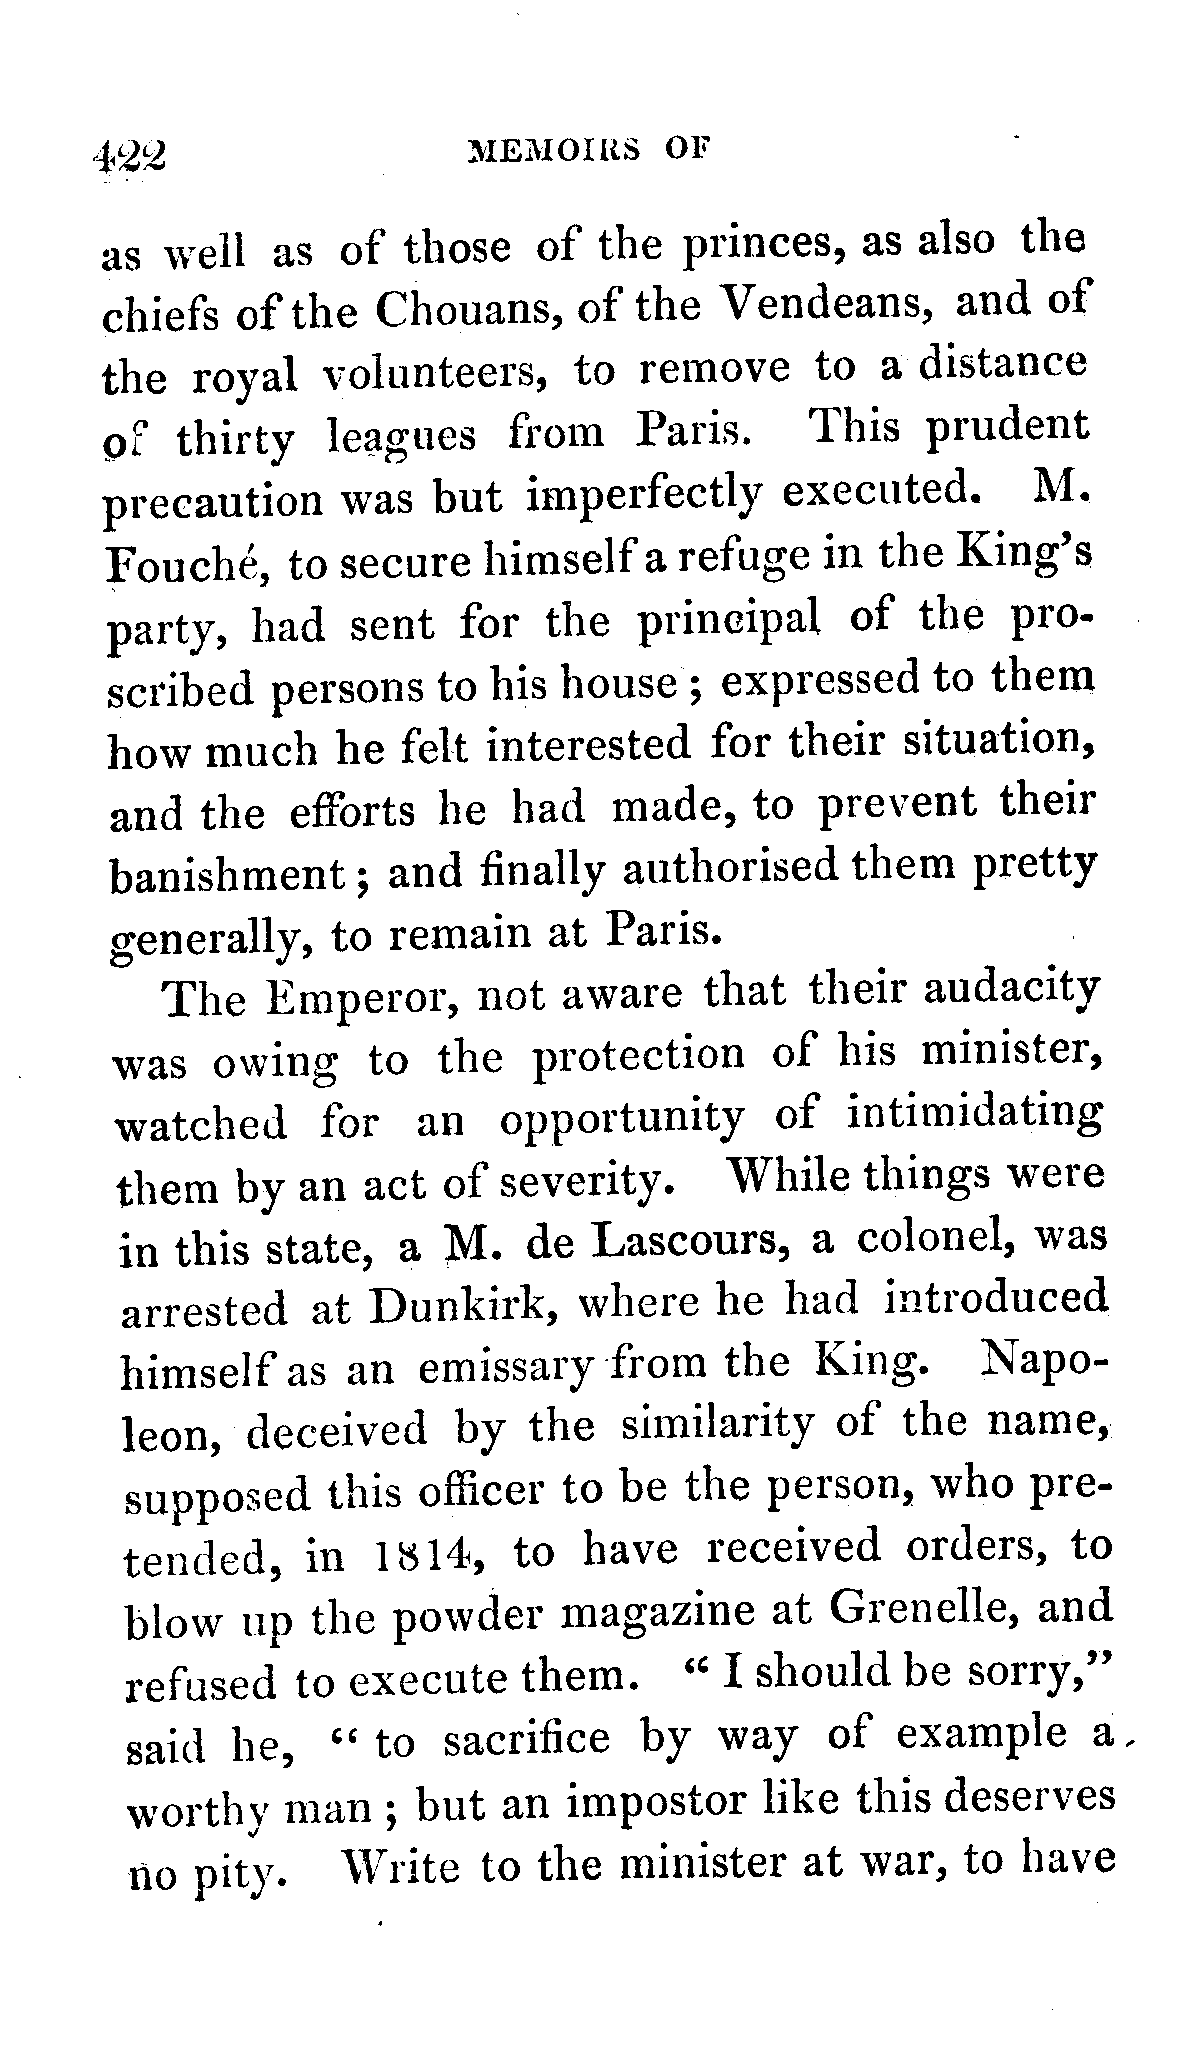 422 MEMOIRS OF
as well as of those of the princes, as also the
chiefs of the Chouans, of the Vendeans, and of
the royal volunteers, to remove to a distance
of thirty leagues from Paris. This prudent
precaution was but imperfectly executed. M.
Fouché, to secure himself a refuge in the King's
party, had sent for the principal of the pro-
scribed persons to his house; expressed to them
how much he felt interested for their situation,
and the efforts he had made, to prevent their
banishment; and finally authorised them pretty
generally, to remain at Paris.
The Emperor, not aware that their audacity
was owing to the protection of his minister,
watched for an opportunity of intimidating
them by an act of severity. While things were
in this state, a M. de Lascours, a colonel, was
arrested at Dunkirk, where he had introduced
himself as an emissary from the King. Napo-
leon, deceived by the similarity of the name,
supposed this officer to be the person, who pre-
tended, in 1814, to have received orders, to
blow up the powder magazine at Grenelle, and
refused to execute them. "I should be sorry,"
said he, "to sacrifice by way of example a
worthy man; but an impostor like this deserves
no pity. Write to the minister at war, to have